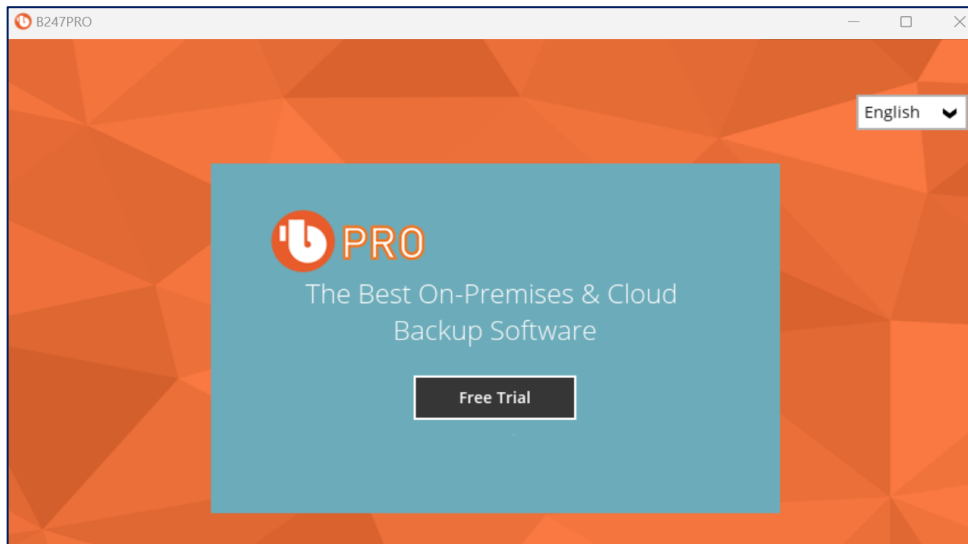 B247PRO
English
PRO
The Best On-Premises & Cloud
Backup Software
Free Trial